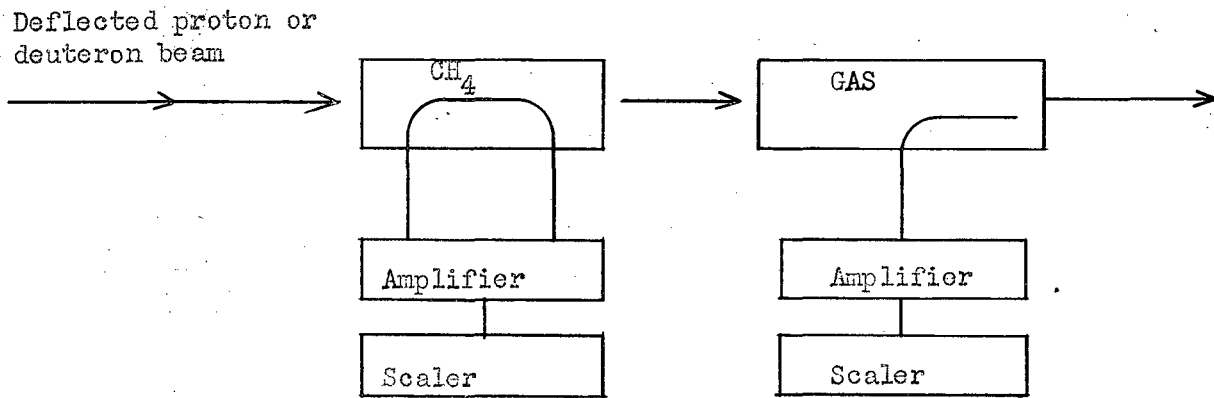 Deflected proton or
deuteron beam
CH4
GAS
Amplifier
Amplifier
Scaler
Scaler